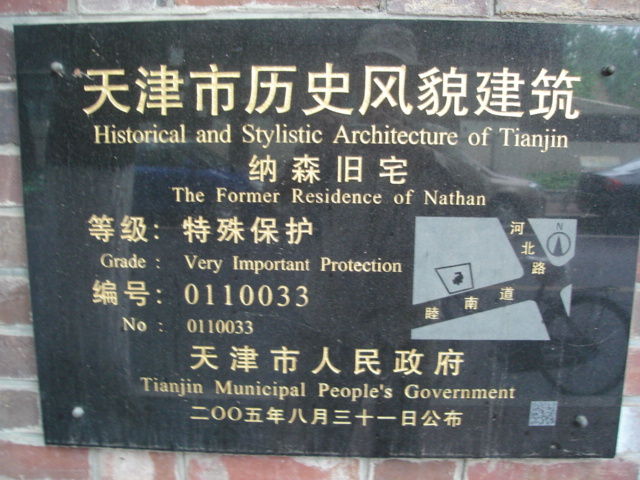 天津市历史风貌建筑
Historical and Stylistic Architecture of Tianjin
纳森旧宅
The Former Residence of Nathan
等级：特殊保护
Grade : Very Important Protection
编号：0110033
No : 0110033
河北路
N
睦南道
天津市人民政府
Tianjin Municipal People's Government
二〇〇五年八月三十一日公布